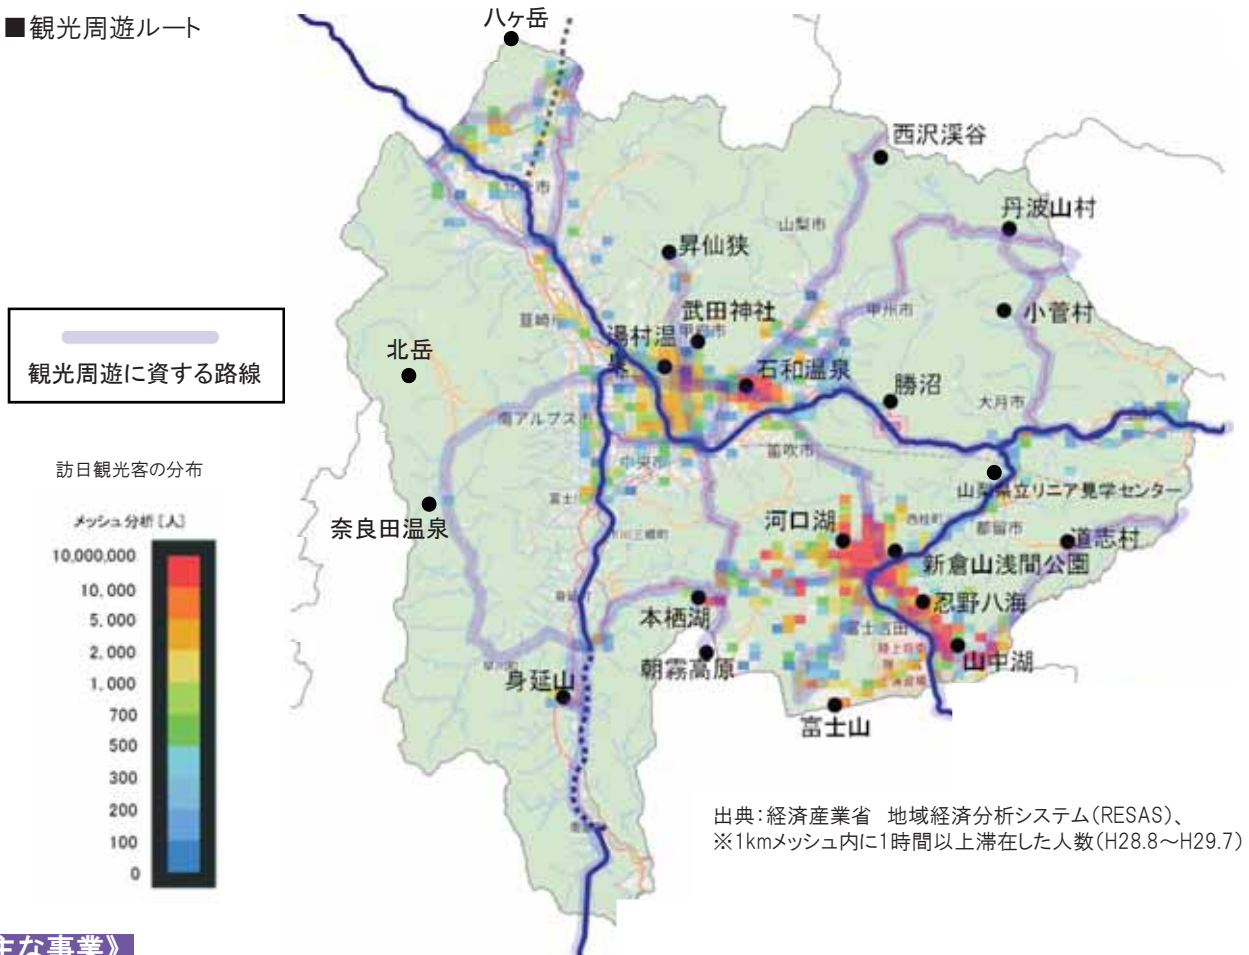 ■観光周遊ルート
八ヶ岳
西沢渓谷
丹波山村
山梨市
昇仙狭
武田神社
甲州市
小菅村
韮崎
湯村温
泉
北岳
石和温泉
勝沼
大月市
南アルプス市
中央市
笛吹市
山梨県立リニア見学センター
奈良田温泉
河口湖
西桂町
都留市
道志村
新倉山浅間公園
忍野八海
本栖湖
富士吉田
山中湖
朝霧高原
早川町
身延山
富士山
観光周遊に資する路線
訪日観光客の分布
メッシュ分析[人]
10,000,000
10,000
5,000
2,000
1,000
700
500
300
200
100
0
出典：経済産業省 地域経済分析システム(RESAS)、
※1kmメッシュ内に1時間以上滞在した人数(H28.8～H29.7)
主な事業》